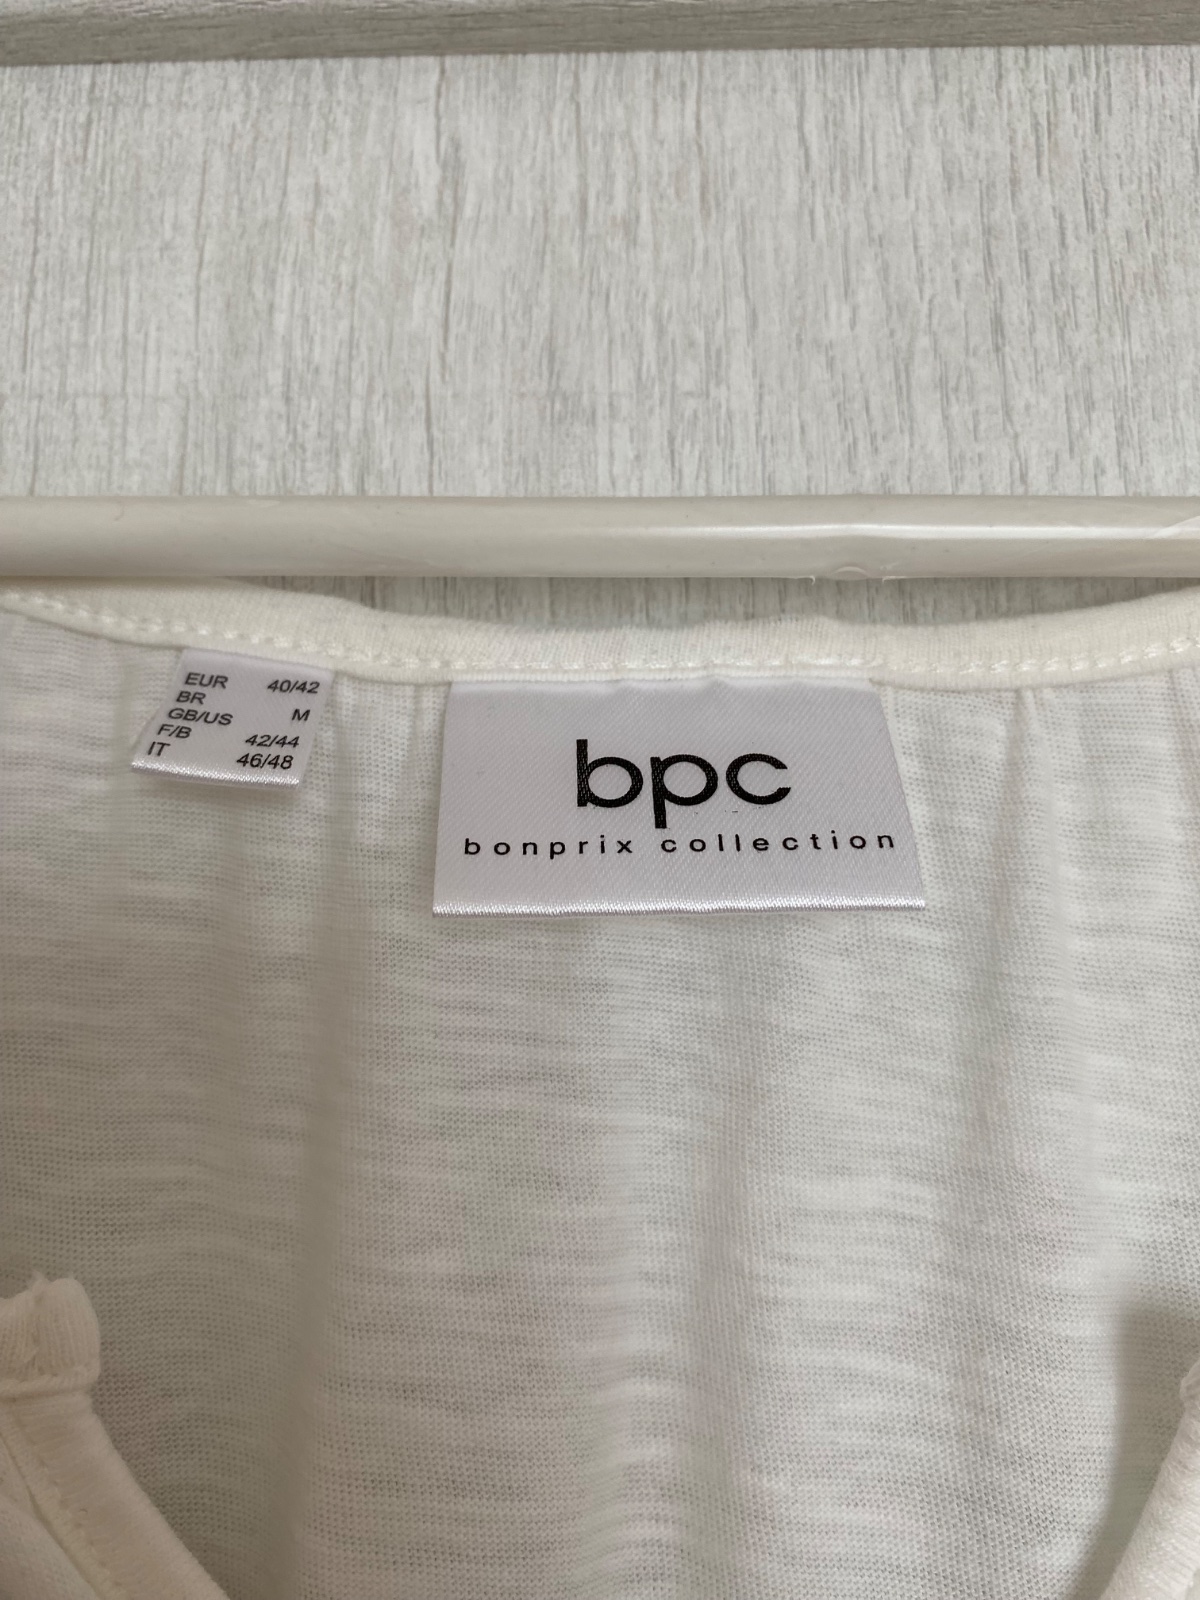 EUR 40/42
BR
GB/US M
F/B 42/44
IT 46/48
bpc
bonprix collection